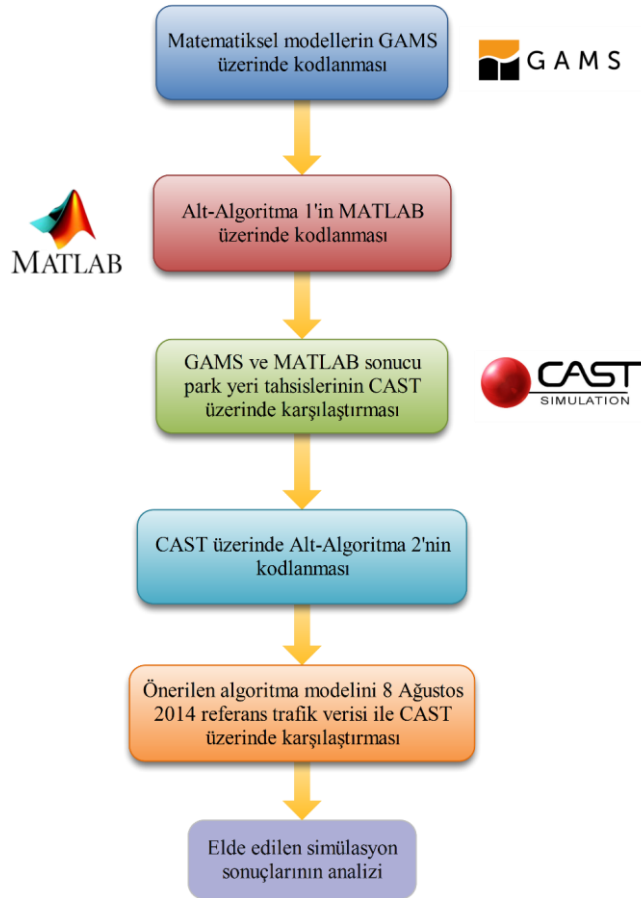 Matematiksel modellerin GAMS
üzerinde kodlanması
GAMS
Alt-Algoritma 1'in MATLAB
üzerinde kodlanması
MATLAB
GAMS ve MATLAB sonucu
park yeri tahsislerinin CAST
üzerinde karşılaştırması
CAST
SIMULATION
CAST üzerinde Alt-Algoritma 2'nin
kodlanması
Önerilen algoritma modelini 8 Ağustos
2014 referans trafik verisi ile CAST
üzerinde karşılaştırması
Elde edilen simülasyon
sonuçlarının analizi